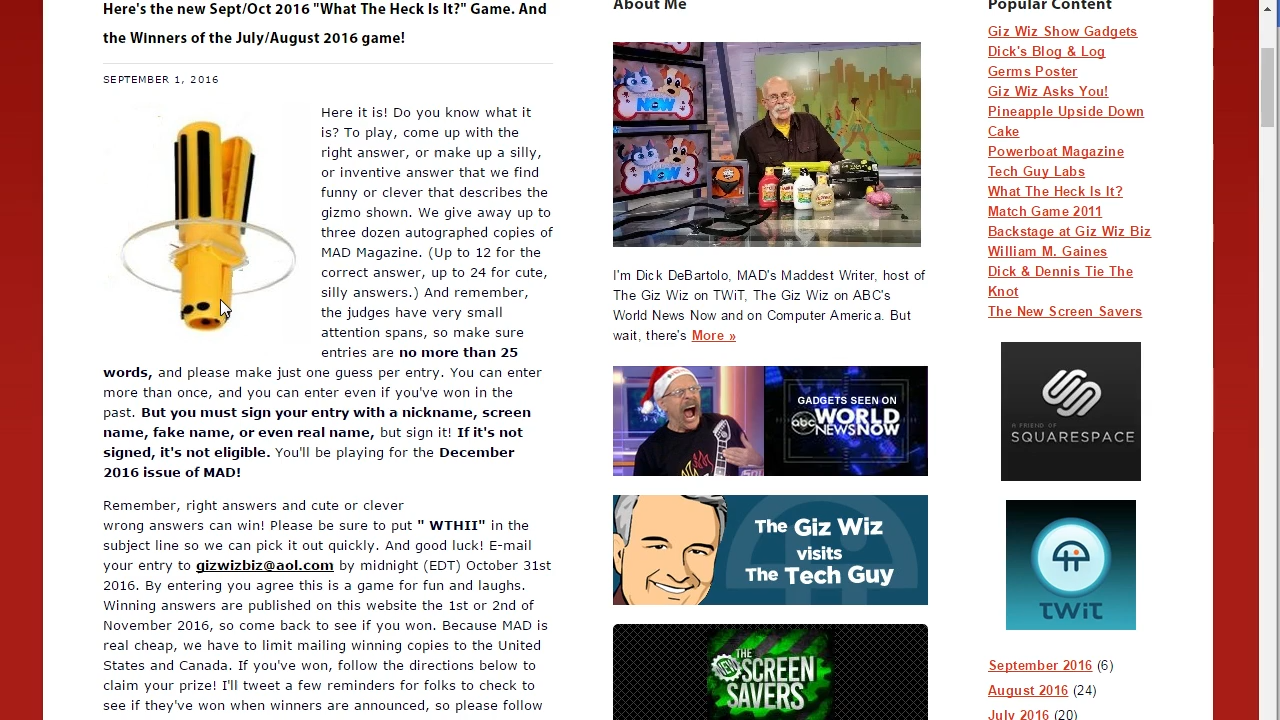 Here's the new Sept/Oct 2016 "What The Heck Is It?" Game. And
the Winners of the July/August 2016 game!
SEPTEMBER 1, 2016
Here it is! Do you know what it
is? To play, come up with the
right answer, or make up a silly,
or inventive answer that we find
funny or clever that describes the
gizmo shown. We give away up to
three dozen autographed copies of
MAD Magazine. (Up to 12 for the
correct answer, up to 24 for cute,
silly answers.) And remember,
the judges have very small
attention spans, so make sure
entries are no more than 25
words, and please make just one guess per entry. You can enter
more than once, and you can enter even if you've won in the
past. But you must sign your entry with a nickname, screen
name, fake name, or even real name, but sign it! If it's not
signed, it's not eligible. You'll be playing for the December
2016 issue of MAD!
Remember, right answers and cute or clever
wrong answers can win! Please be sure to put " WTHII" in the
subject line so we can pick it out quickly. And good luck! E-mail
your entry to gizwizbiz@aol.com by midnight (EDT) October 31st
2016. By entering you agree this is a game for fun and laughs.
Winning answers are published on this website the 1st or 2nd of
November 2016, so come back to see if you won. Because MAD is
real cheap, we have to limit mailing winning copies to the United
States and Canada. If you've won, follow the directions below to
claim your prize! I'll tweet a few reminders for folks to check to
see if they've won when winners are announced, so please follow
About Me
NOW
NOW
I'm Dick DeBartolo, MAD's Maddest Writer, host of
The Giz Wiz on TWiT, The Giz Wiz on ABC's
World News Now and on Computer America. But
wait, there's More »
GADGETS SEEN ON
abc WORLD
NEWS NOW
The Giz Wiz
visits
The Tech Guy
THE
NEW SCREEN
SAVERS
Popular Content
Giz Wiz Show Gadgets
Dick's Blog & Log
Germs Poster
Giz Wiz Asks You!
Pineapple Upside Down
Cake
Powerboat Magazine
Tech Guy Labs
What The Heck Is It?
Match Game 2011
Backstage at Giz Wiz Biz
William M. Gaines
Dick & Dennis Tie The
Knot
The New Screen Savers
A FRIEND OF
SQUARESPACE
TWiT
September 2016 (6)
August 2016 (24)
July 2016 (20)